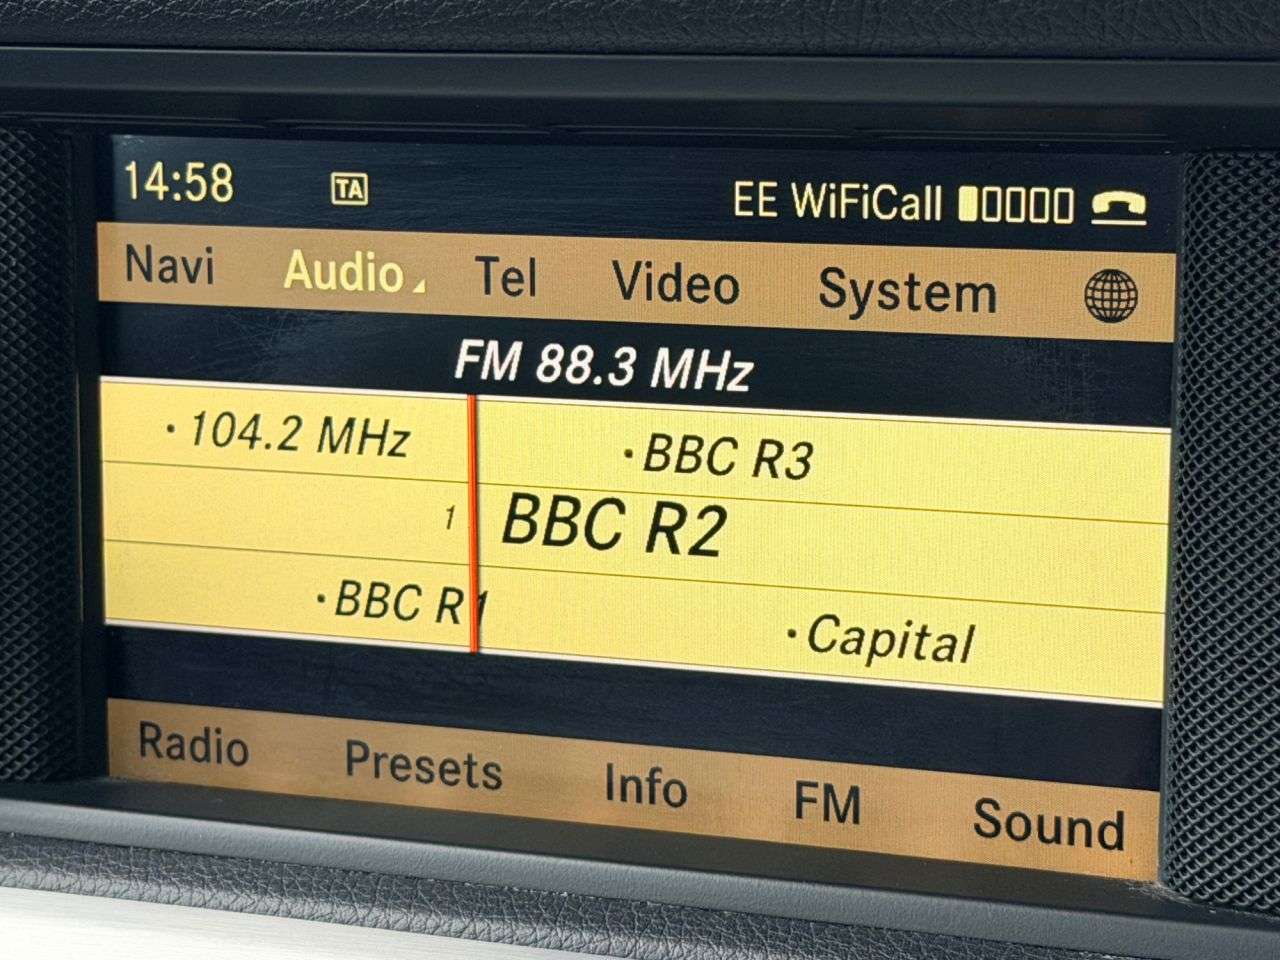 14:58 TA EE WiFiCall
Navi Audio Tel Video System
FM 88.3 MHz
·104.2 MHz ·BBC R3
1 BBC R2
·BBC R1 ·Capital
Radio Presets Info FM Sound